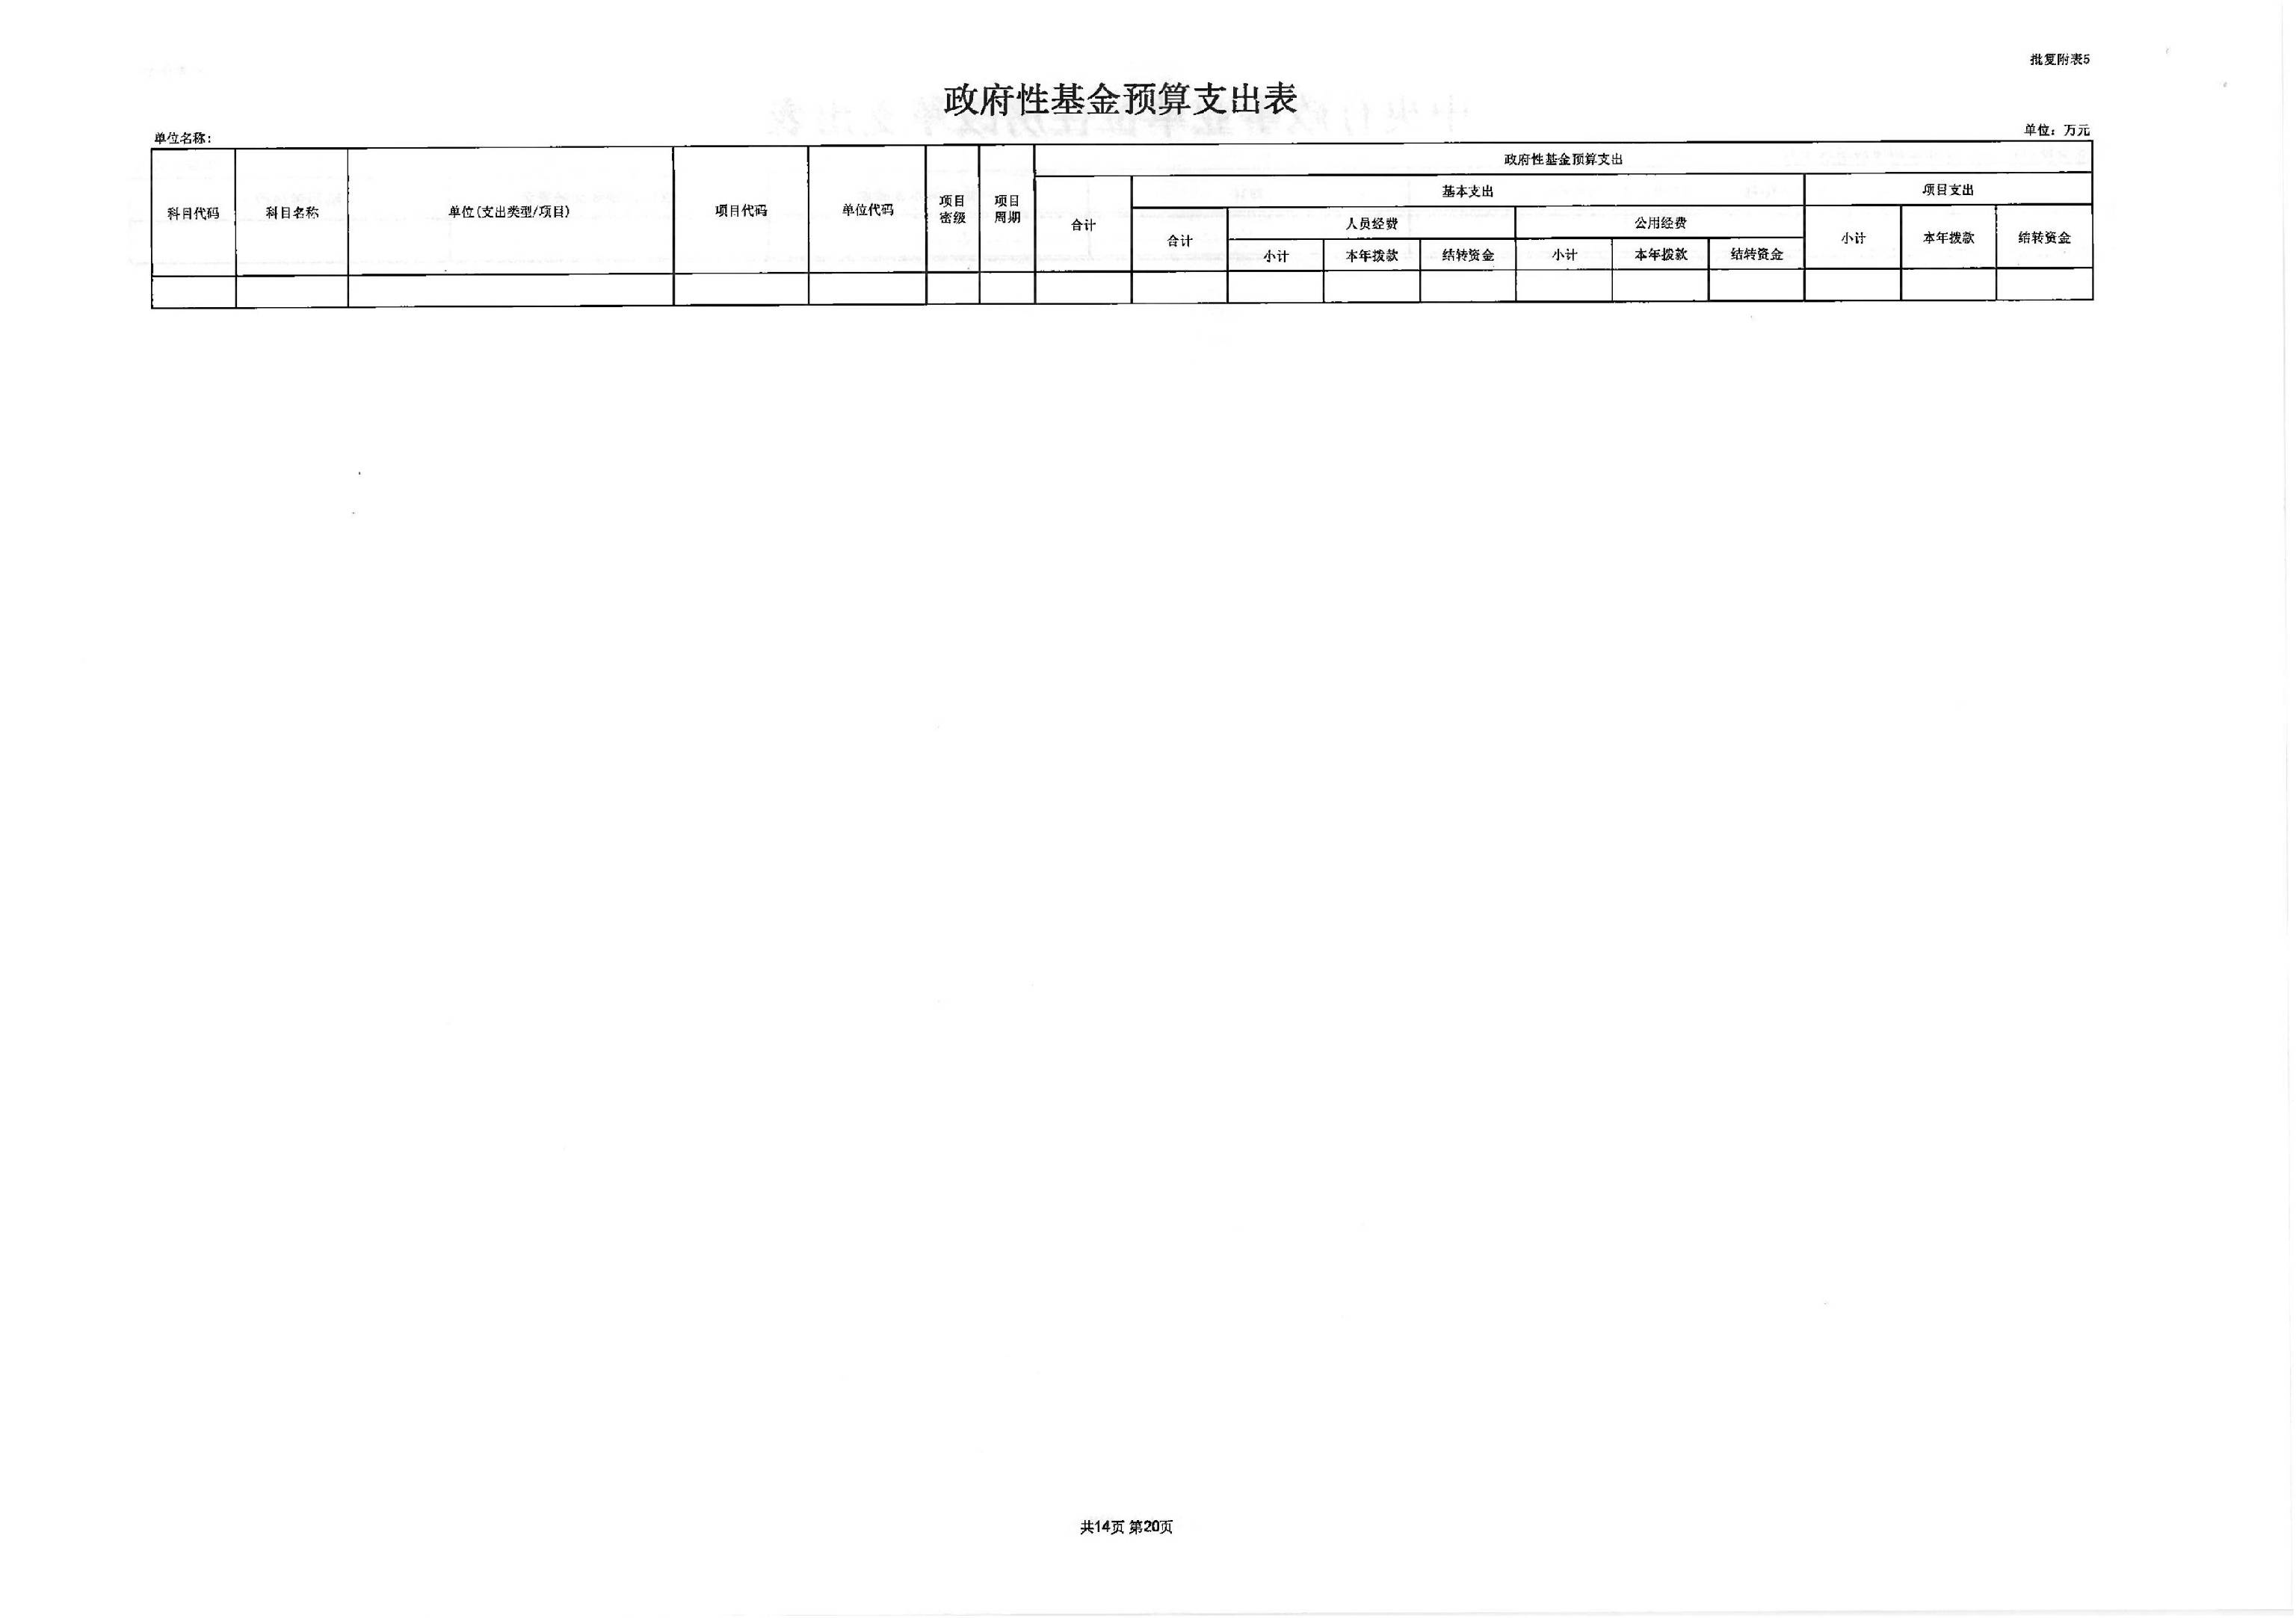 批复附表5
政府性基金预算支出表
单位名称:
单位：万元
科目代码 科目名称 单位(支出类型/项目) 项目代码 单位代码 项目密级 项目周期 政府性基金预算支出
合计 基本支出 项目支出
合计 人员经费 公用经费 小计 本年拨款 结转资金
小计 本年拨款 结转资金 小计 本年拨款 结转资金
共14页 第20页